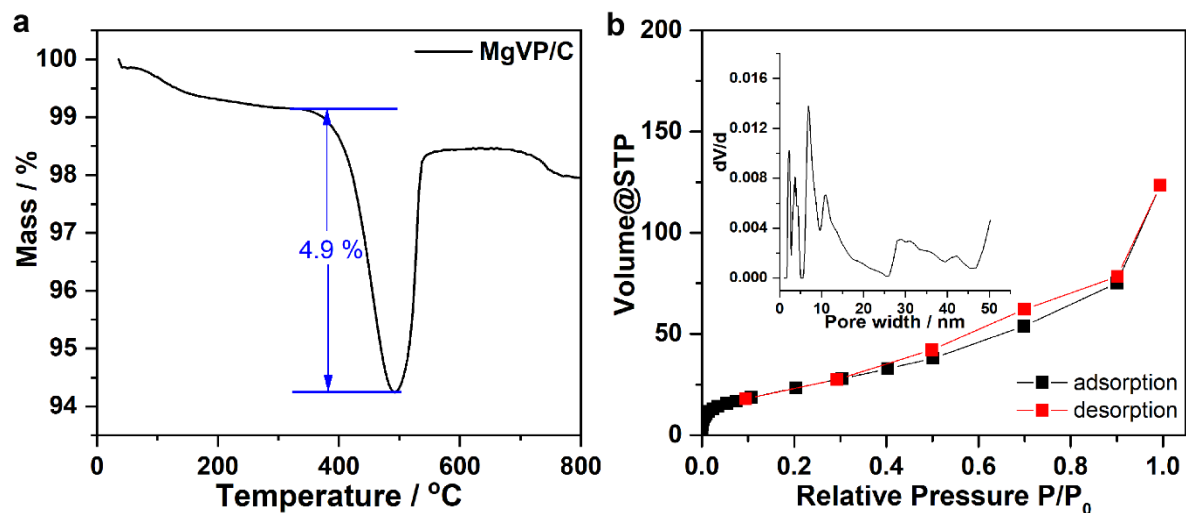 a
MgVP/C
100
99
98
97
96
95
94
Mass / %
4.9 %
0
200
400
600
800
Temperature / °C
b
200
150
100
50
0
Volume@STP
0.016
0.012
0.008
0.004
0.000
dV/d
0 10 20 30 40 50
Pore width / nm
adsorption
desorption
0.0 0.2 0.4 0.6 0.8 1.0
Relative Pressure P/P₀